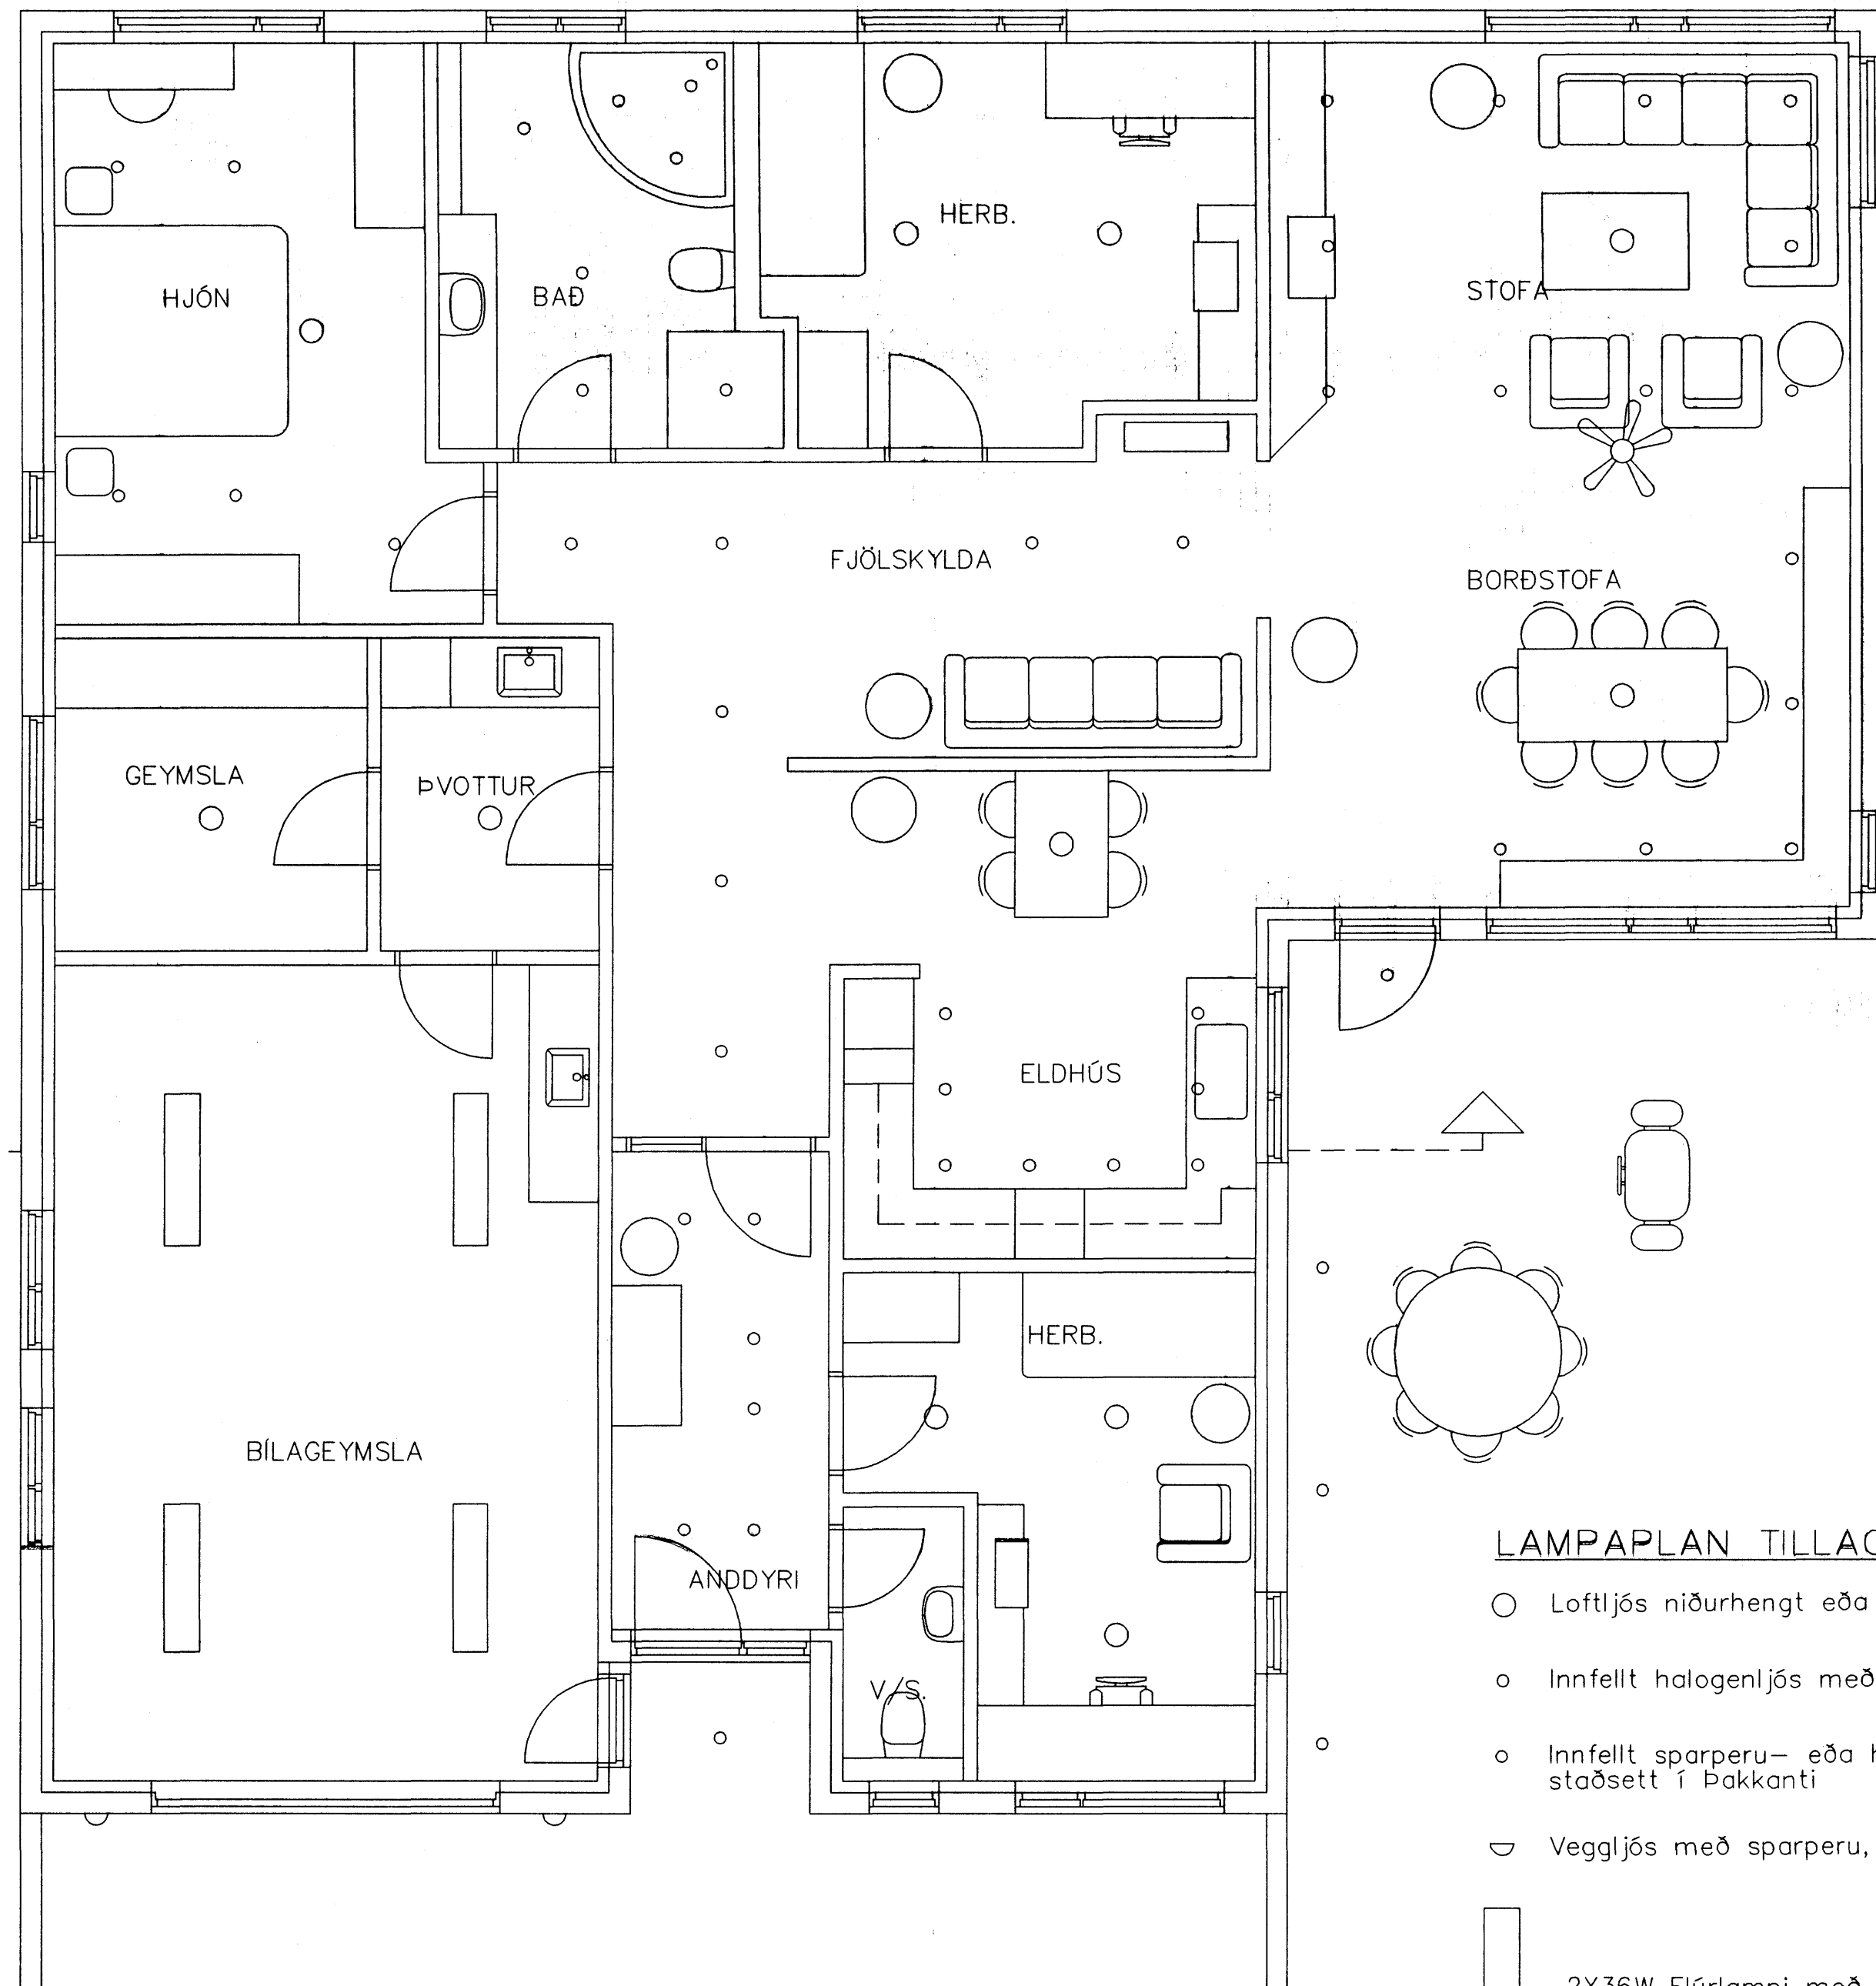 HERB.
HJÓN
BAÐ
STOFA
FJÖLSKYLDA
BORÐSTOFA
GEYMSLA
ÞVOTTUR
ELDHÚS
HERB.
BÍLAGEYMSLA
ANDDYRI
V/S.
LAMPAPLAN TILLAG
Loftljós niðurhengt eða
Innfellt halogenljós með
Innfellt sparperu- eða
staðsett í Þakkanti
Veggljós með sparperu,
2X36W Flúrlampi með